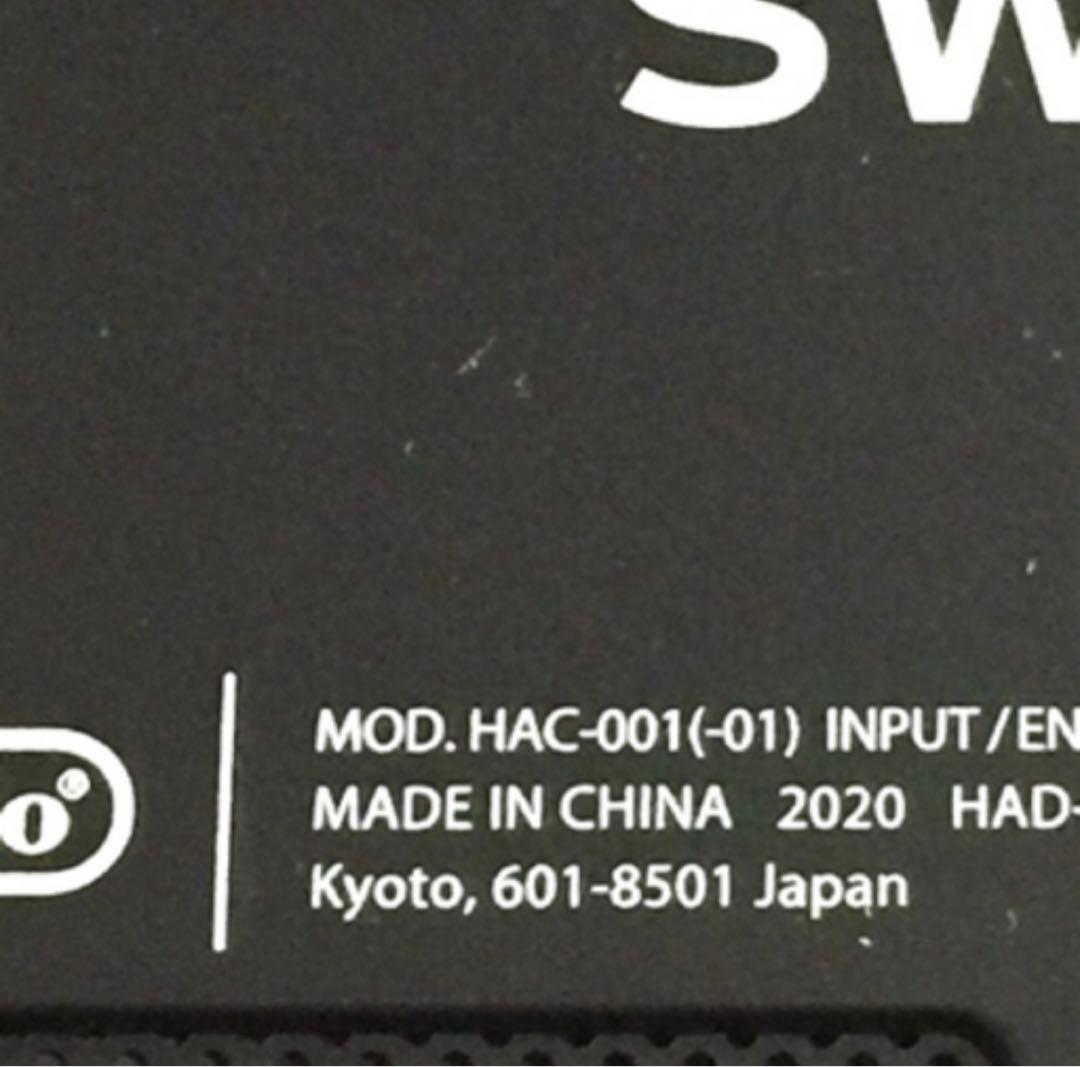 SW
o®
MOD. HAC-001(-01) INPUT/EN
MADE IN CHINA 2020 HAD-
Kyoto, 601-8501 Japan